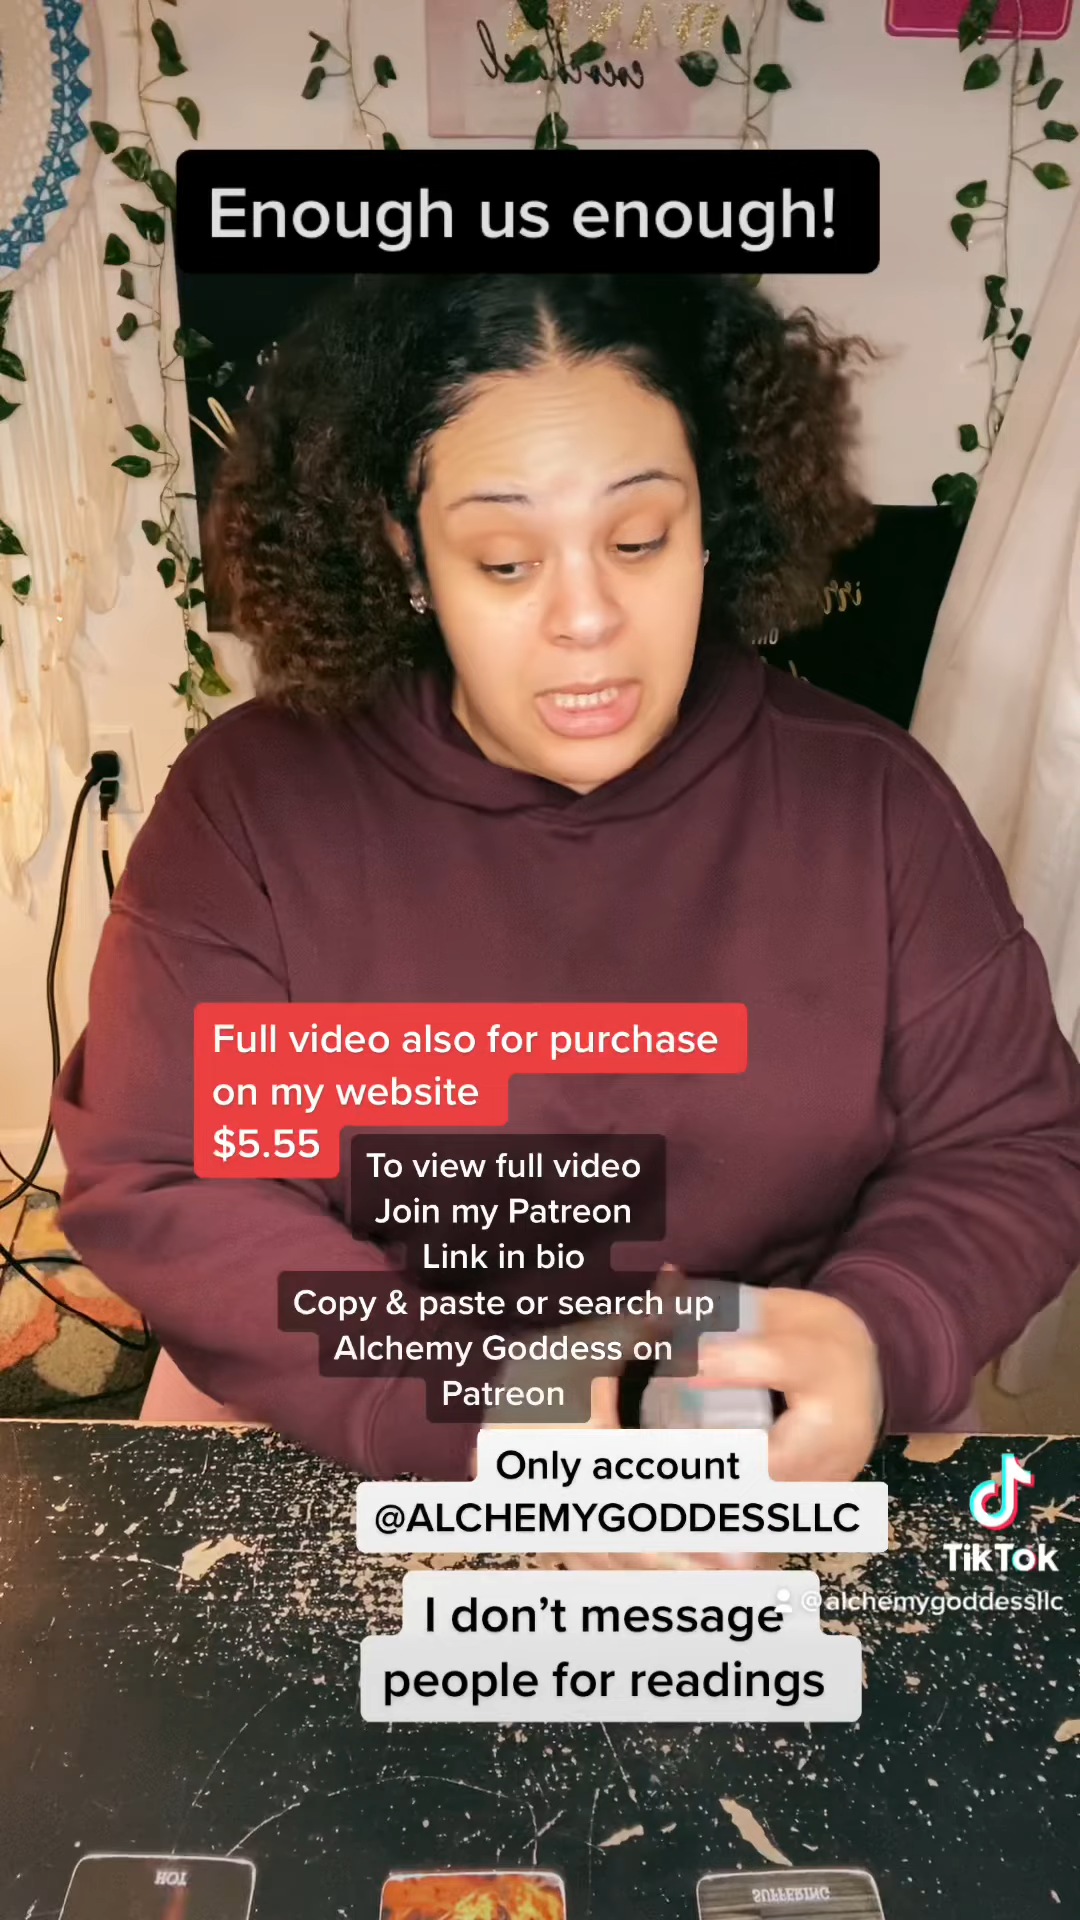 Enough us enough!
Full video also for purchase
on my website
$5.55
To view full video
Join my Patreon
Link in bio
Copy & paste or search up
Alchemy Goddess on
Patreon
Only account
@ALCHEMYGODDESSLLC
TikTok
@alchemygoddessllc
I don’t message
people for readings
HOT
SUFFERING